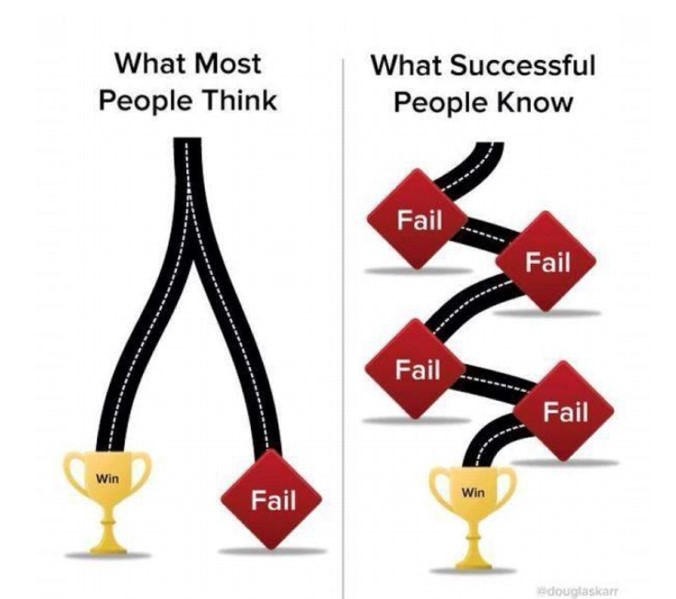 What Most
People Think
Win
Fail
What Successful
People Know
Fail
Fail
Fail
Fail
Win
@douglaskarr